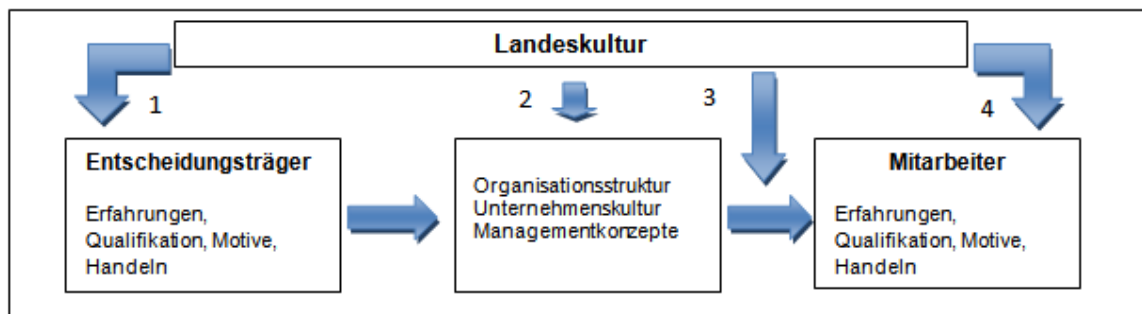 Landeskultur
1
2
3
4
Entscheidungsträger
Erfahrungen,
Qualifikation, Motive,
Handeln
Organisationsstruktur
Unternehmenskultur
Managementkonzepte
Mitarbeiter
Erfahrungen,
Qualifikation, Motive,
Handeln